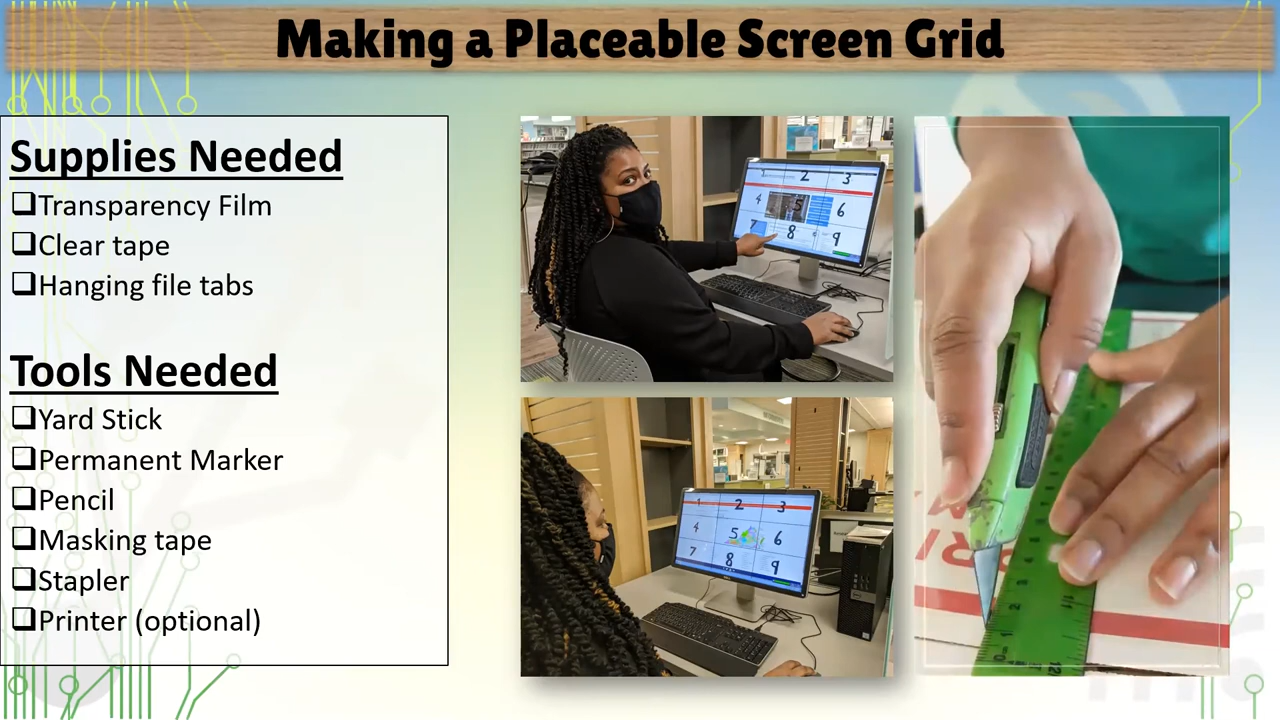 Making a Placeable Screen Grid
Supplies Needed
❑Transparency Film
❑Clear tape
❑Hanging file tabs
Tools Needed
❑Yard Stick
❑Permanent Marker
❑Pencil
❑Masking tape
❑Stapler
❑Printer (optional)
1 2 3
4 5 6
7 8 9
1 2 3
4 5 6
7 8 9